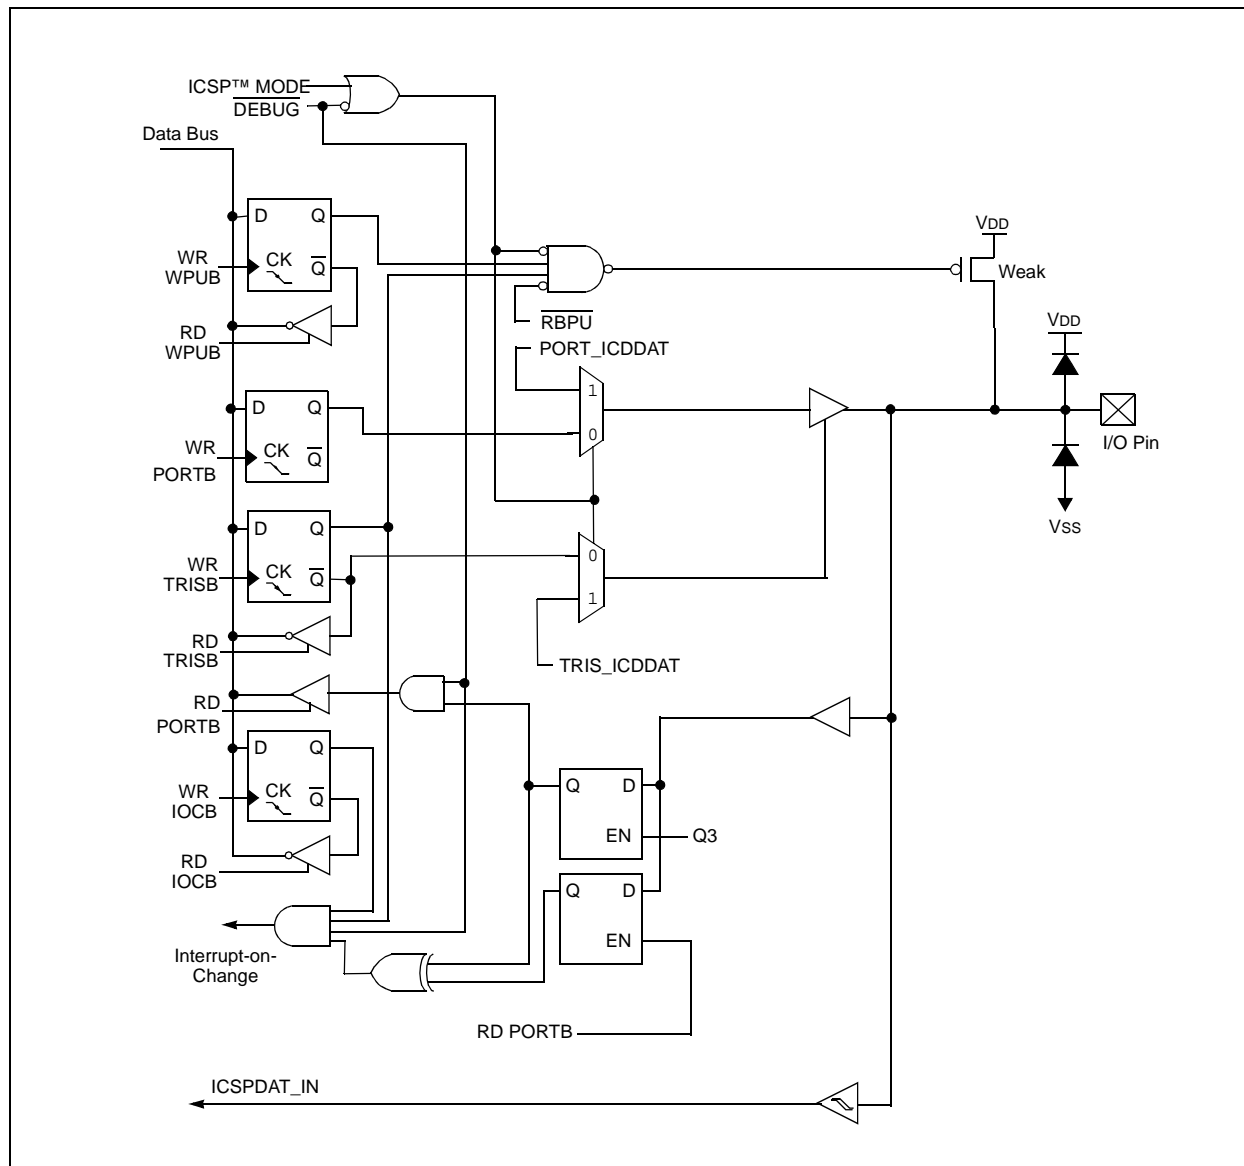 ICSP™ MODE
DEBUG
Data Bus
D Q
WR
WPUB
CK
Q
VDD
Weak
RD
WPUB
RBPU
VDD
PORT_ICDDAT
1
D Q
0
WR
PORTB
CK
Q
I/O Pin
D Q
VSS
WR
TRISB
CK
Q
0
1
RD
TRISB
TRIS_ICDDAT
RD
PORTB
D Q
WR
IOCB
CK
Q
Q D
EN
Q3
RD
IOCB
Q D
EN
Interrupt-on-
Change
RD PORTB
ICSPDAT_IN